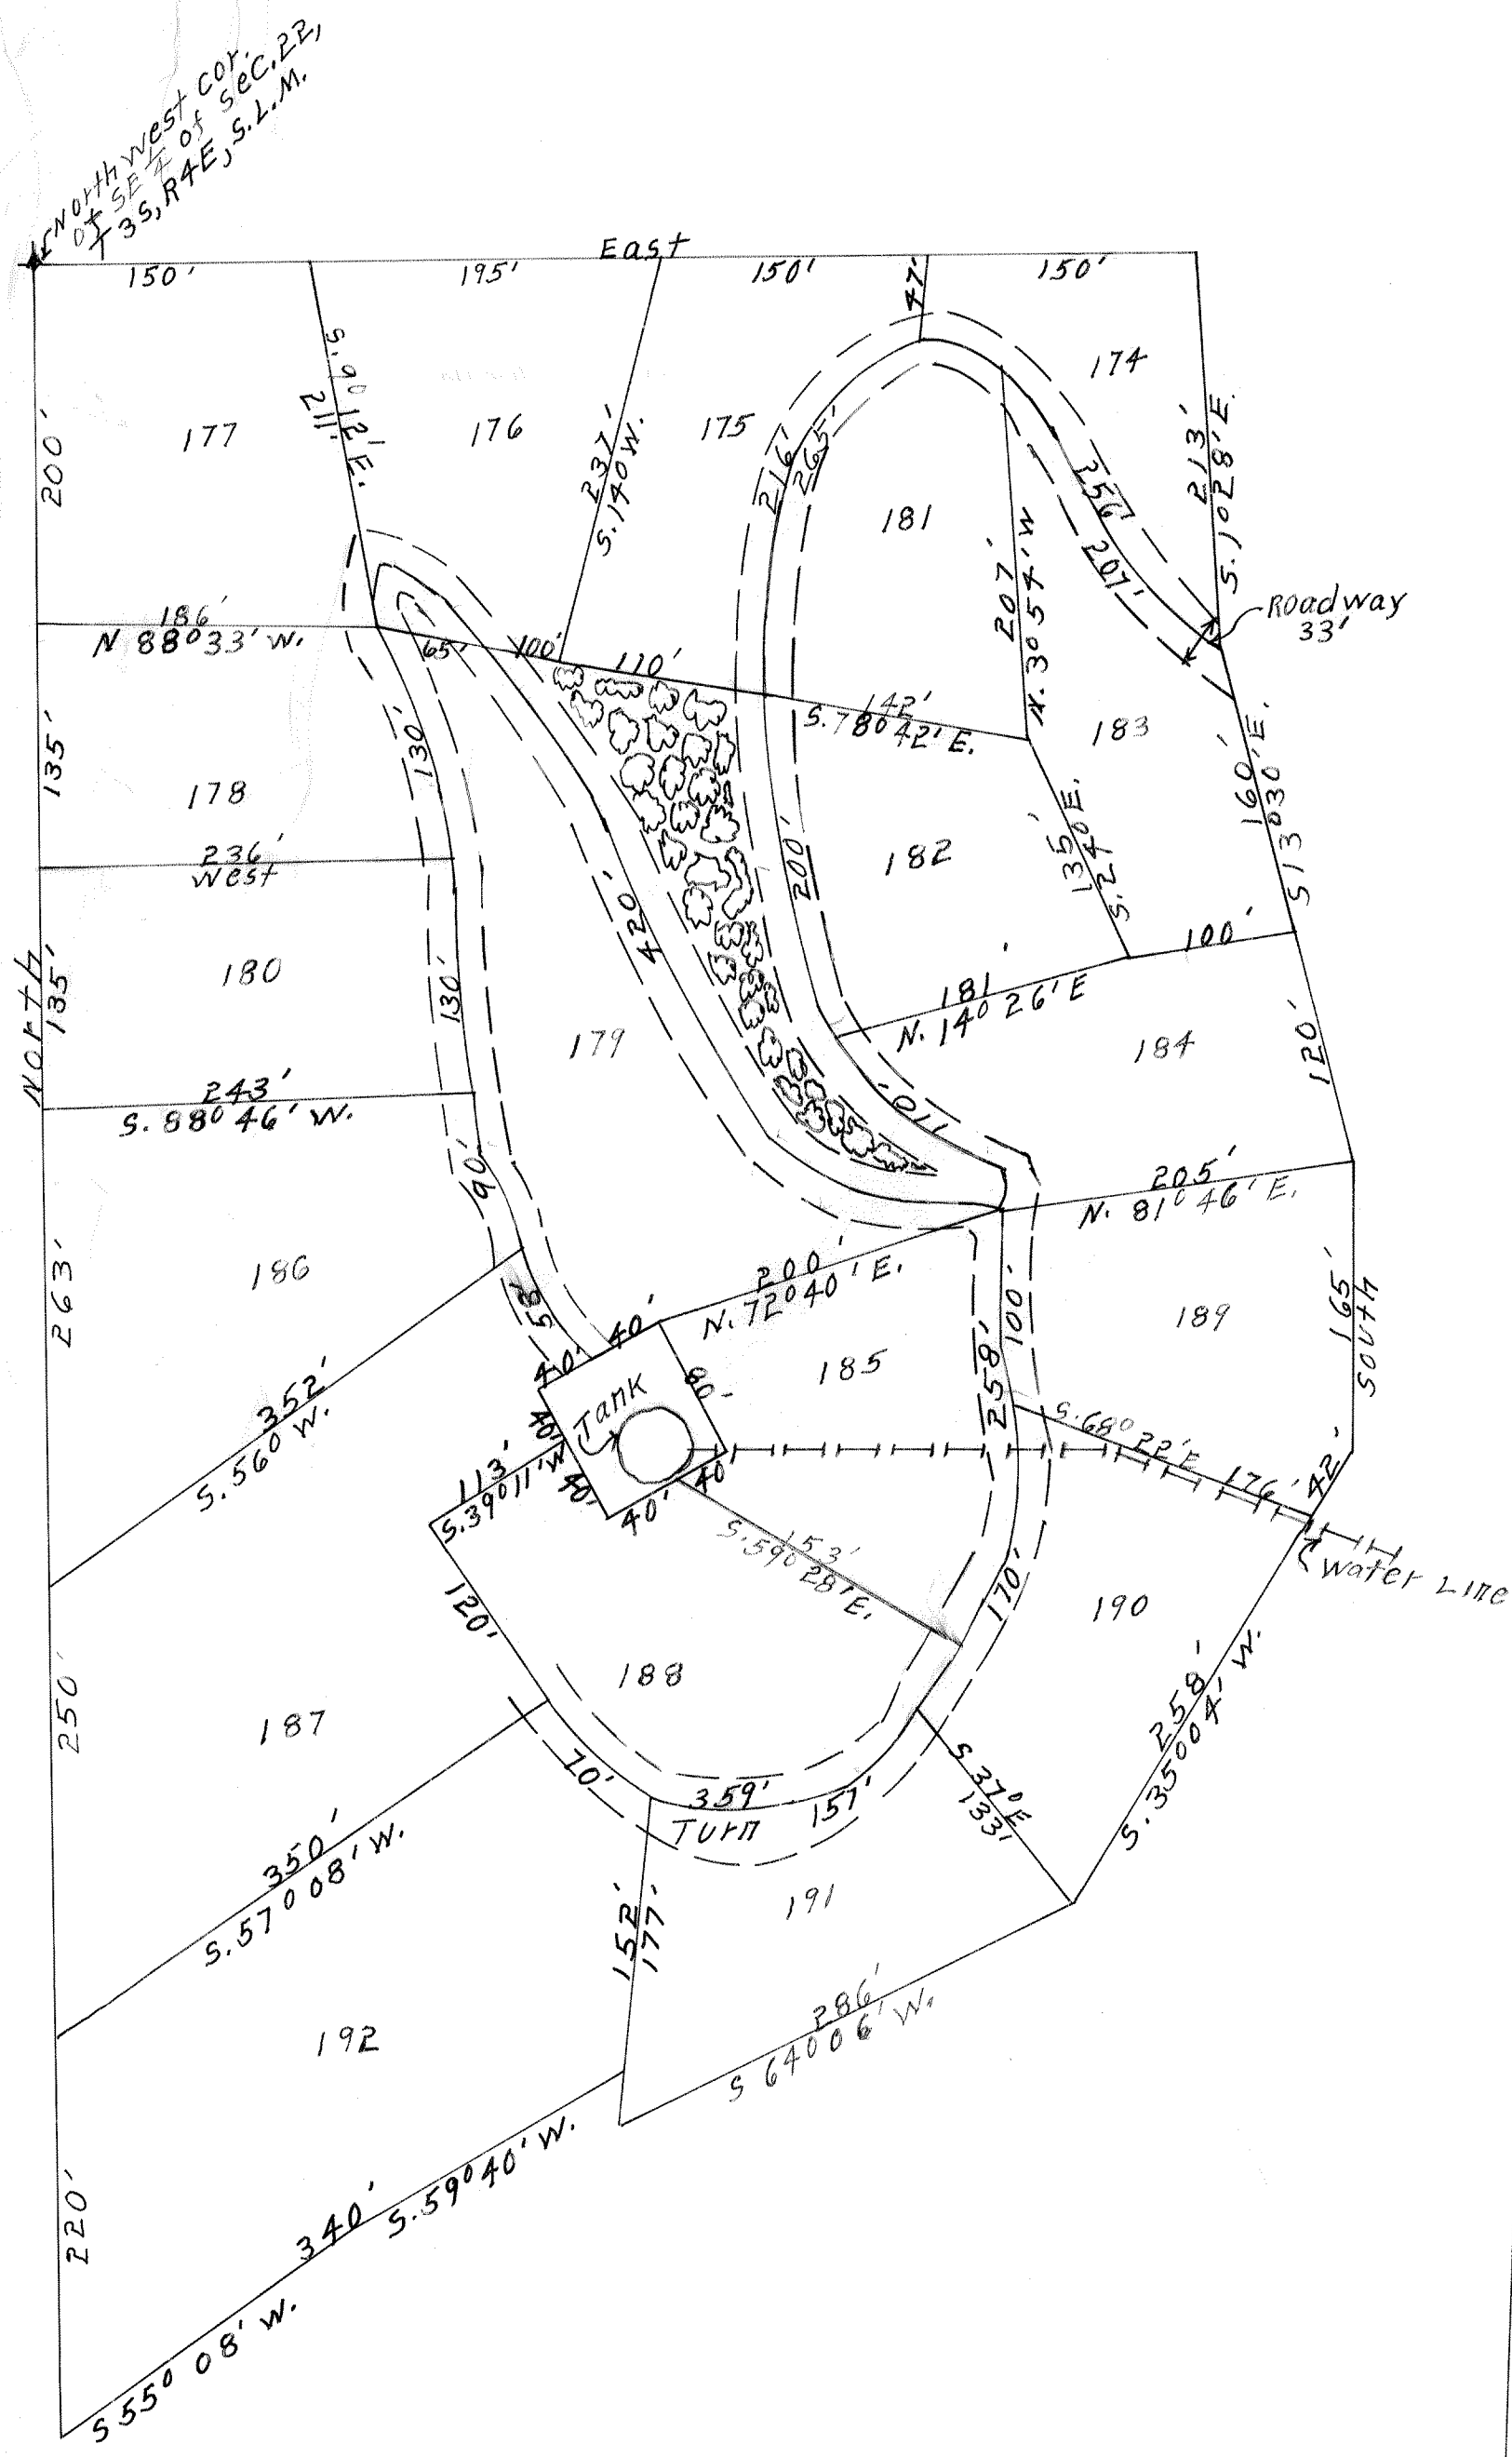 North west cor.
of SE 1/4 of Sec. 22,
T3S, R4E, S.L.M.
East
150'
195'
150'
47'
150'
200'
177
S. 9° 12' E.
211'
176
237'
S. 14° W.
175
216'
265'
181
174
256'
207'
213'
S. 1° 28' E.
Roadway
33'
186'
N 88° 33' W.
65'
100'
110'
142'
S. 78° 42' E.
207'
N. 3° 54' W
183
160'
S 13° 30' E.
135'
178
130'
236'
West
420'
200'
182
135'
S. 24° E.
100'
North
135'
180
130'
179
181'
N. 14° 26' E
184
120'
243'
S. 88° 46' W.
90'
110'
205'
N. 81° 46' E.
263'
186
58'
40'
40'
200'
N. 72° 40' E.
185
258'
100'
189
165'
South
352'
S. 56° W.
Tank
80'
40'
40'
40'
40'
113'
S. 39° 11' W
S. 68° 22' E
176'
42'
Water Line
153'
S. 59° 28' E.
120'
170'
190
250'
187
188
258'
S. 35° 04' W.
70'
359'
Turn
157'
S 37° E
133'
350'
S. 57° 08' W.
152'
177'
191
286'
S 64° 06' W.
192
220'
340'
S. 59° 40' W.
S 55° 08' W.